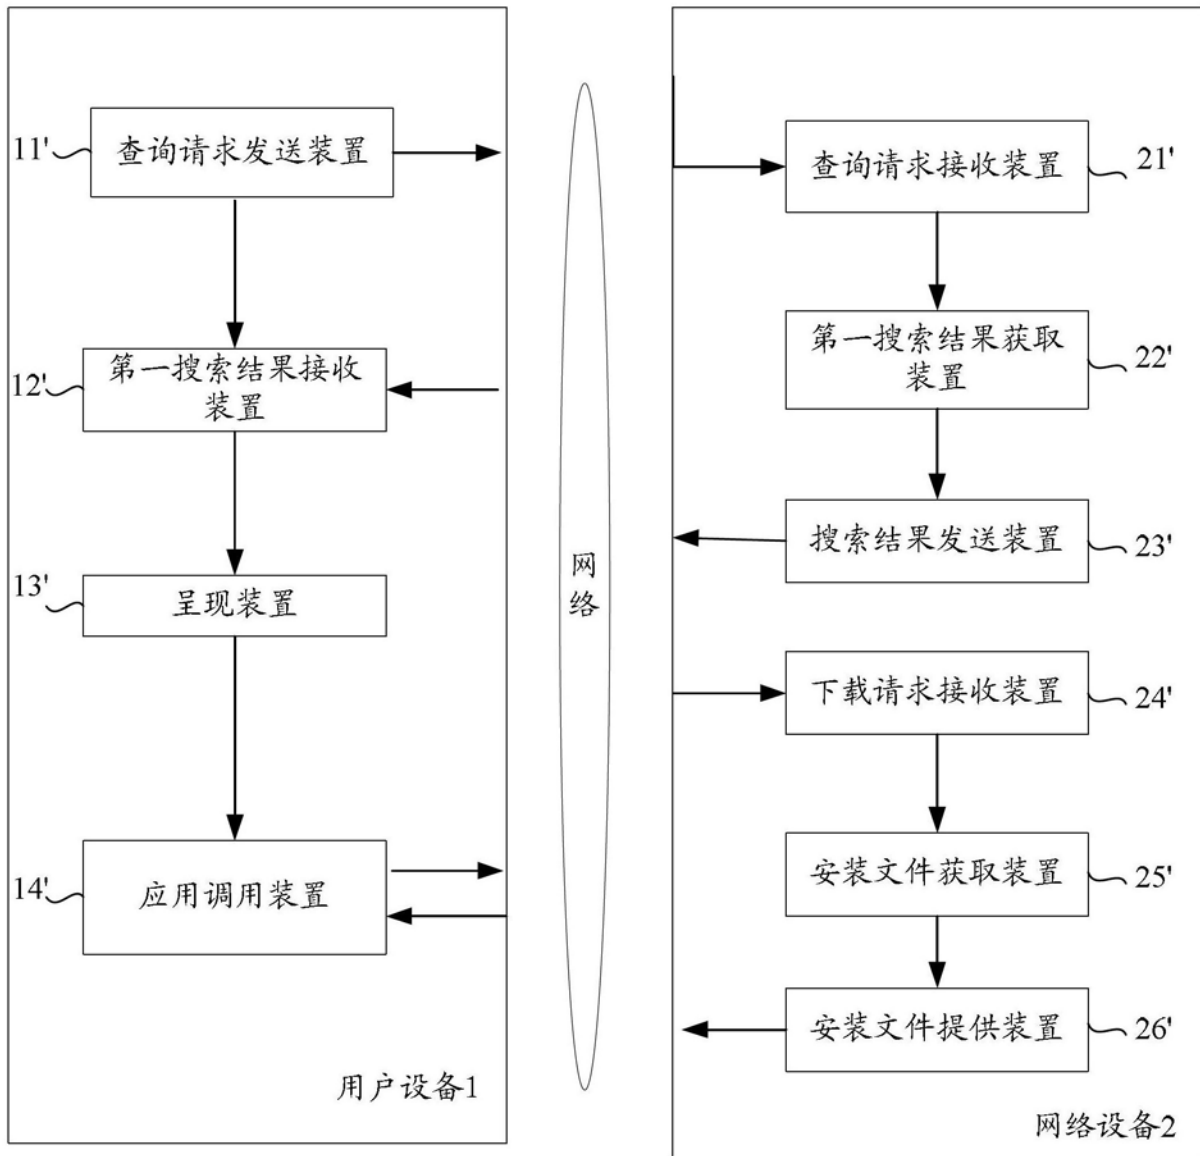 11'
查询请求发送装置
12'
第一搜索结果接收
装置
13'
呈现装置
14'
应用调用装置
用户设备1
网
络
查询请求接收装置
21'
第一搜索结果获取
装置
22'
搜索结果发送装置
23'
下载请求接收装置
24'
安装文件获取装置
25'
安装文件提供装置
26'
网络设备2